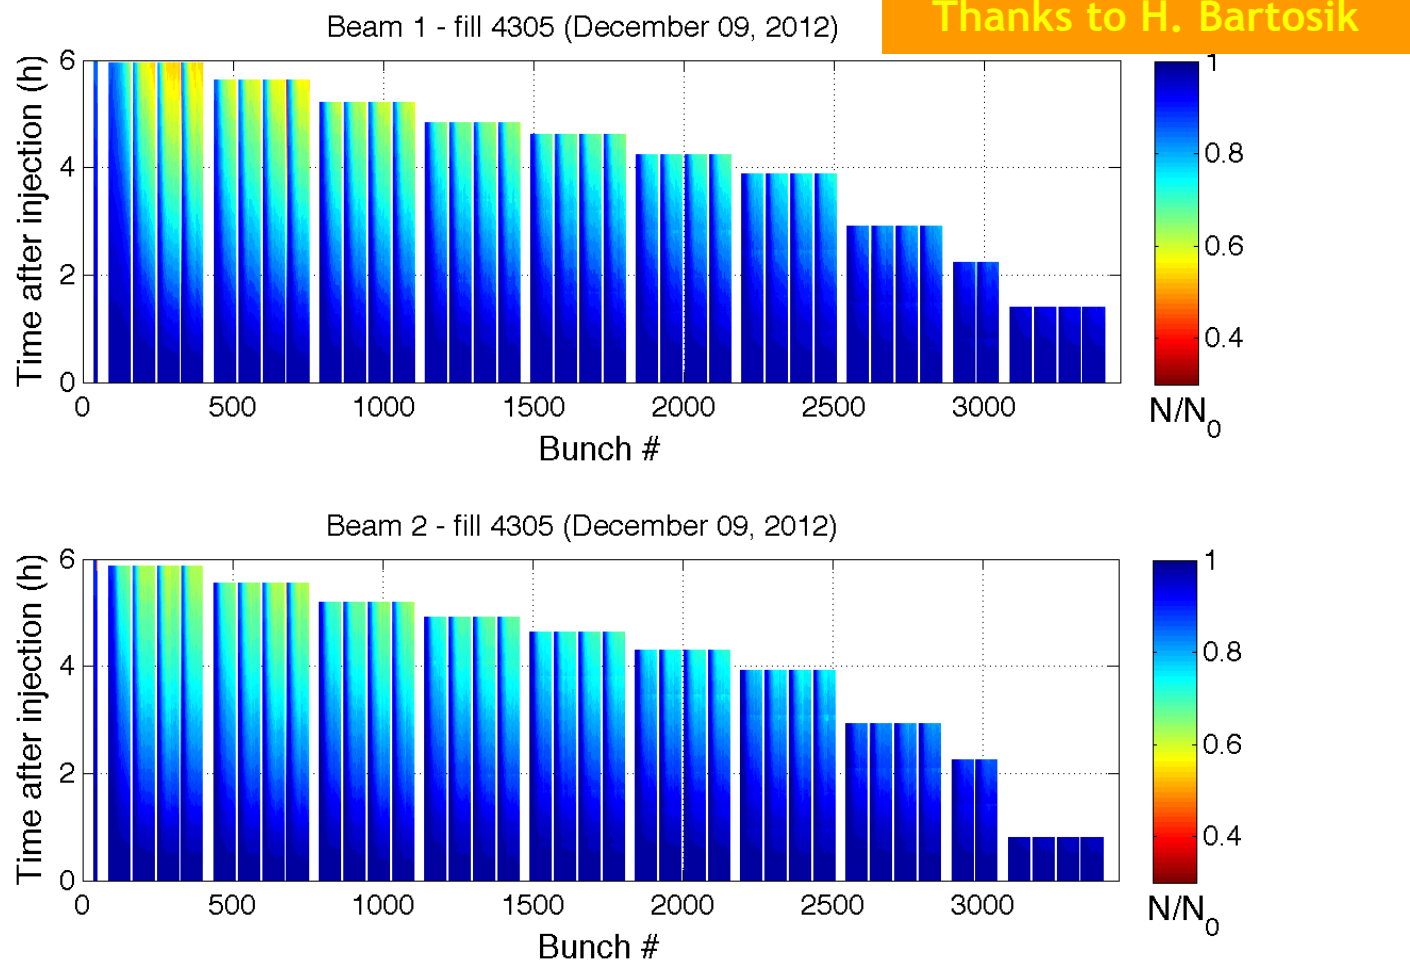 Thanks to H. Bartosik
Beam 1 - fill 4305 (December 09, 2012)
Time after injection (h)
6
4
2
0
0 500 1000 1500 2000 2500 3000
Bunch #
1
0.8
0.6
0.4
N/N0
Beam 2 - fill 4305 (December 09, 2012)
Time after injection (h)
6
4
2
0
0 500 1000 1500 2000 2500 3000
Bunch #
1
0.8
0.6
0.4
N/N0